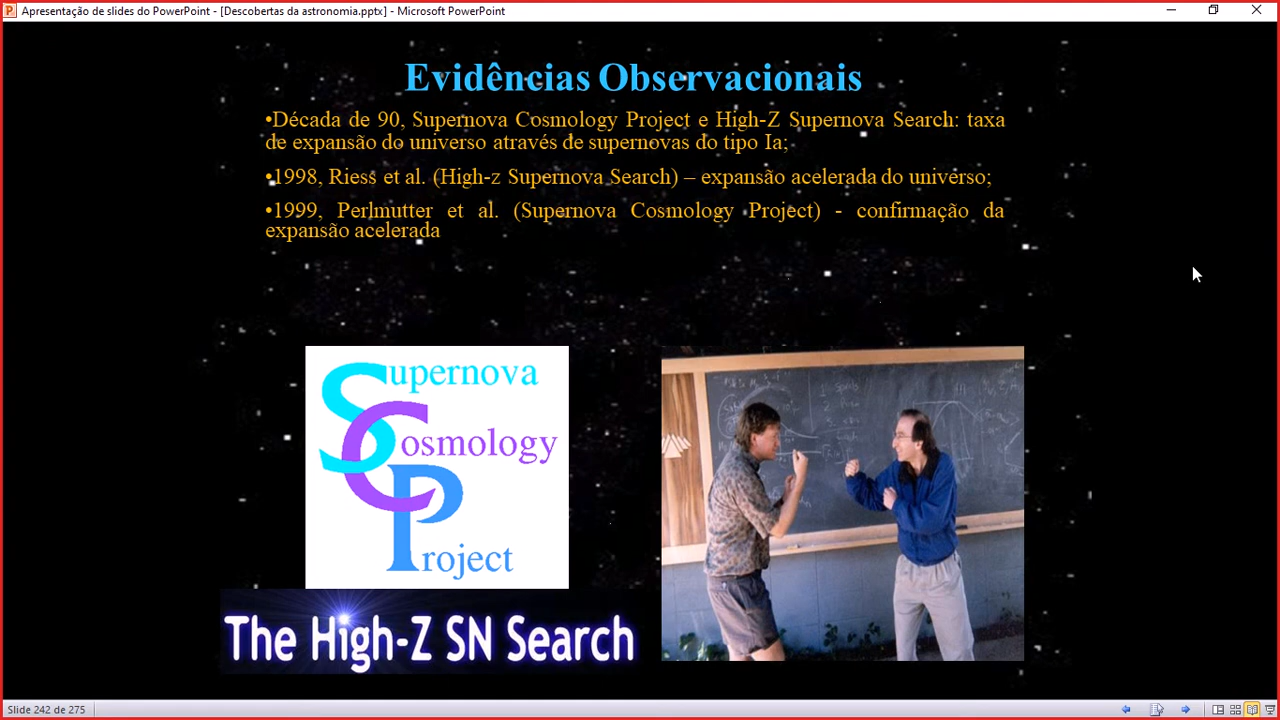 Apresentação de slides do PowerPoint - [Descobertas da astronomia.pptx] - Microsoft PowerPoint
Evidências Observacionais
•Década de 90, Supernova Cosmology Project e High-Z Supernova Search: taxa
de expansão do universo através de supernovas do tipo Ia;
•1998, Riess et al. (High-z Supernova Search) – expansão acelerada do universo;
•1999, Perlmutter et al. (Supernova Cosmology Project) - confirmação da
expansão acelerada
Supernova
Cosmology
Project
The High-Z SN Search
Slide 242 de 275